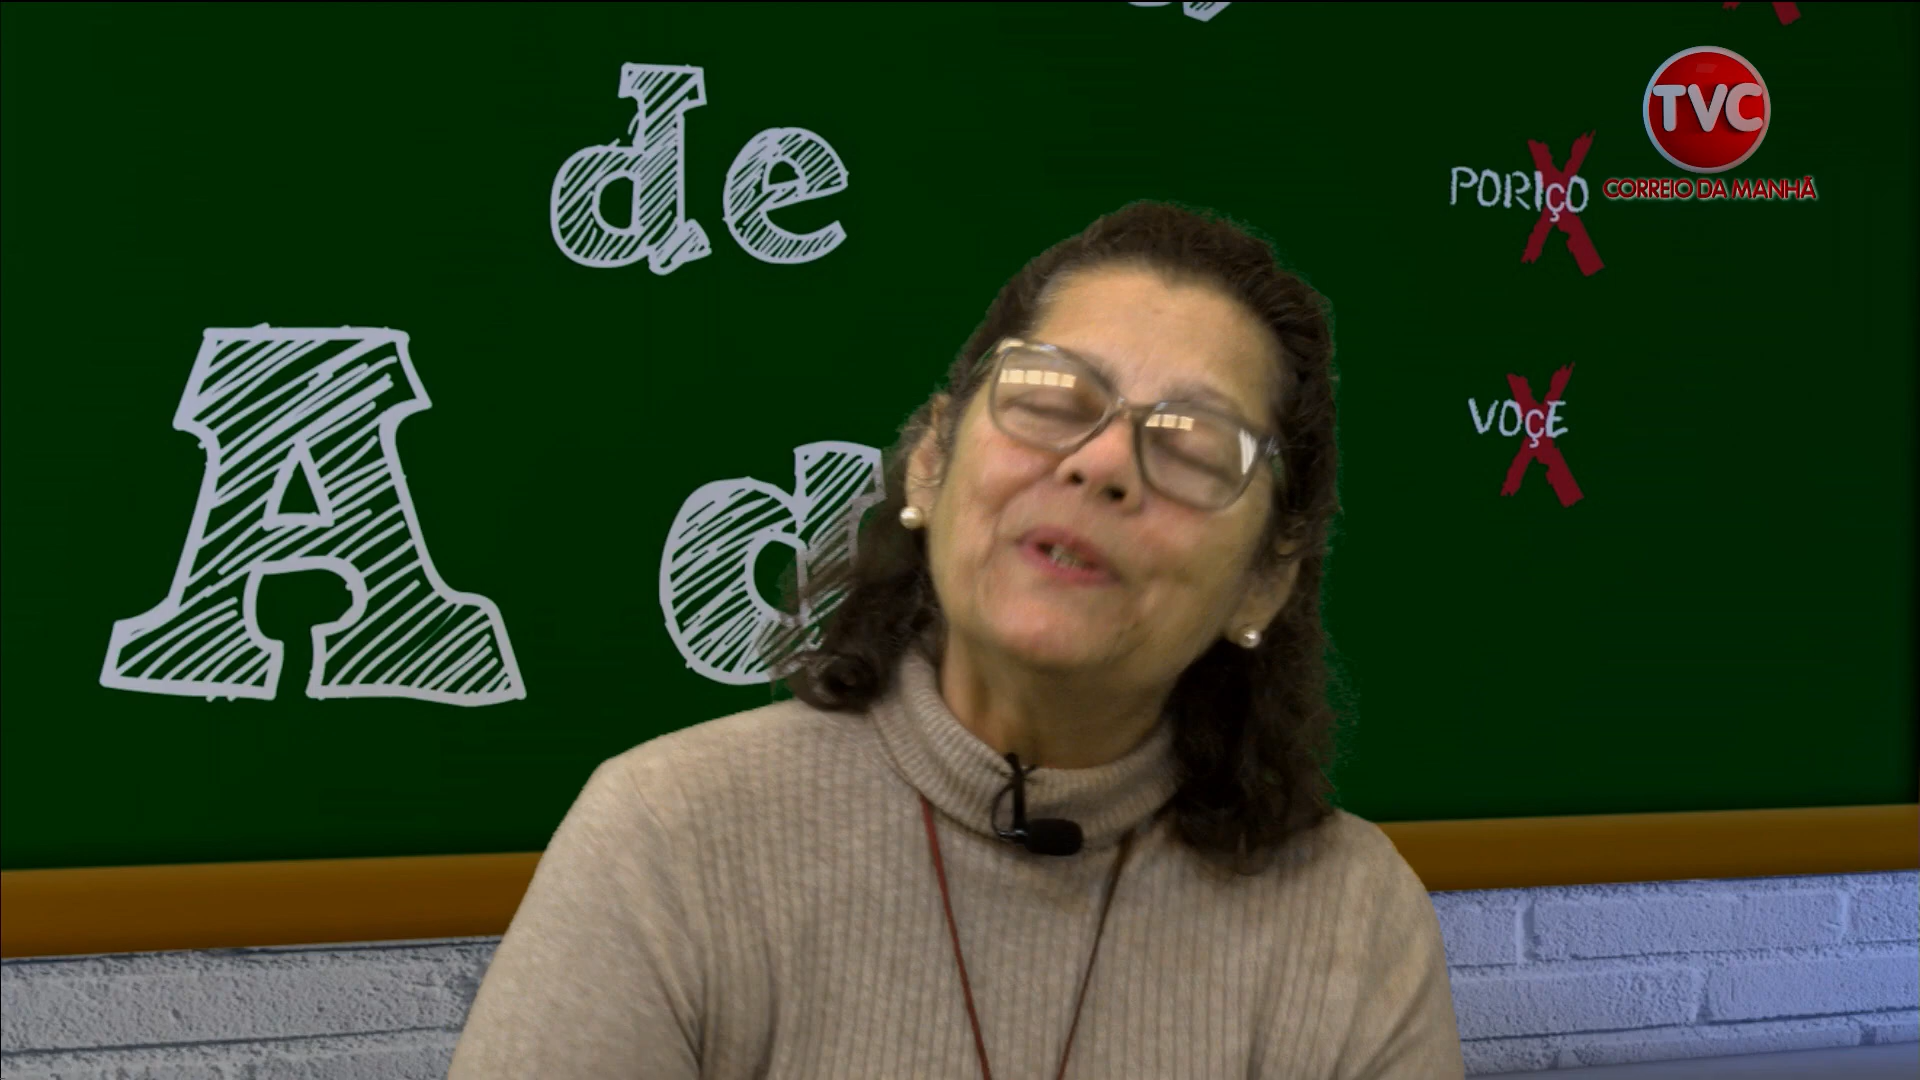 de
A d
TVC
CORREIO DA MANHÃ
PORIÇO
VOÇE